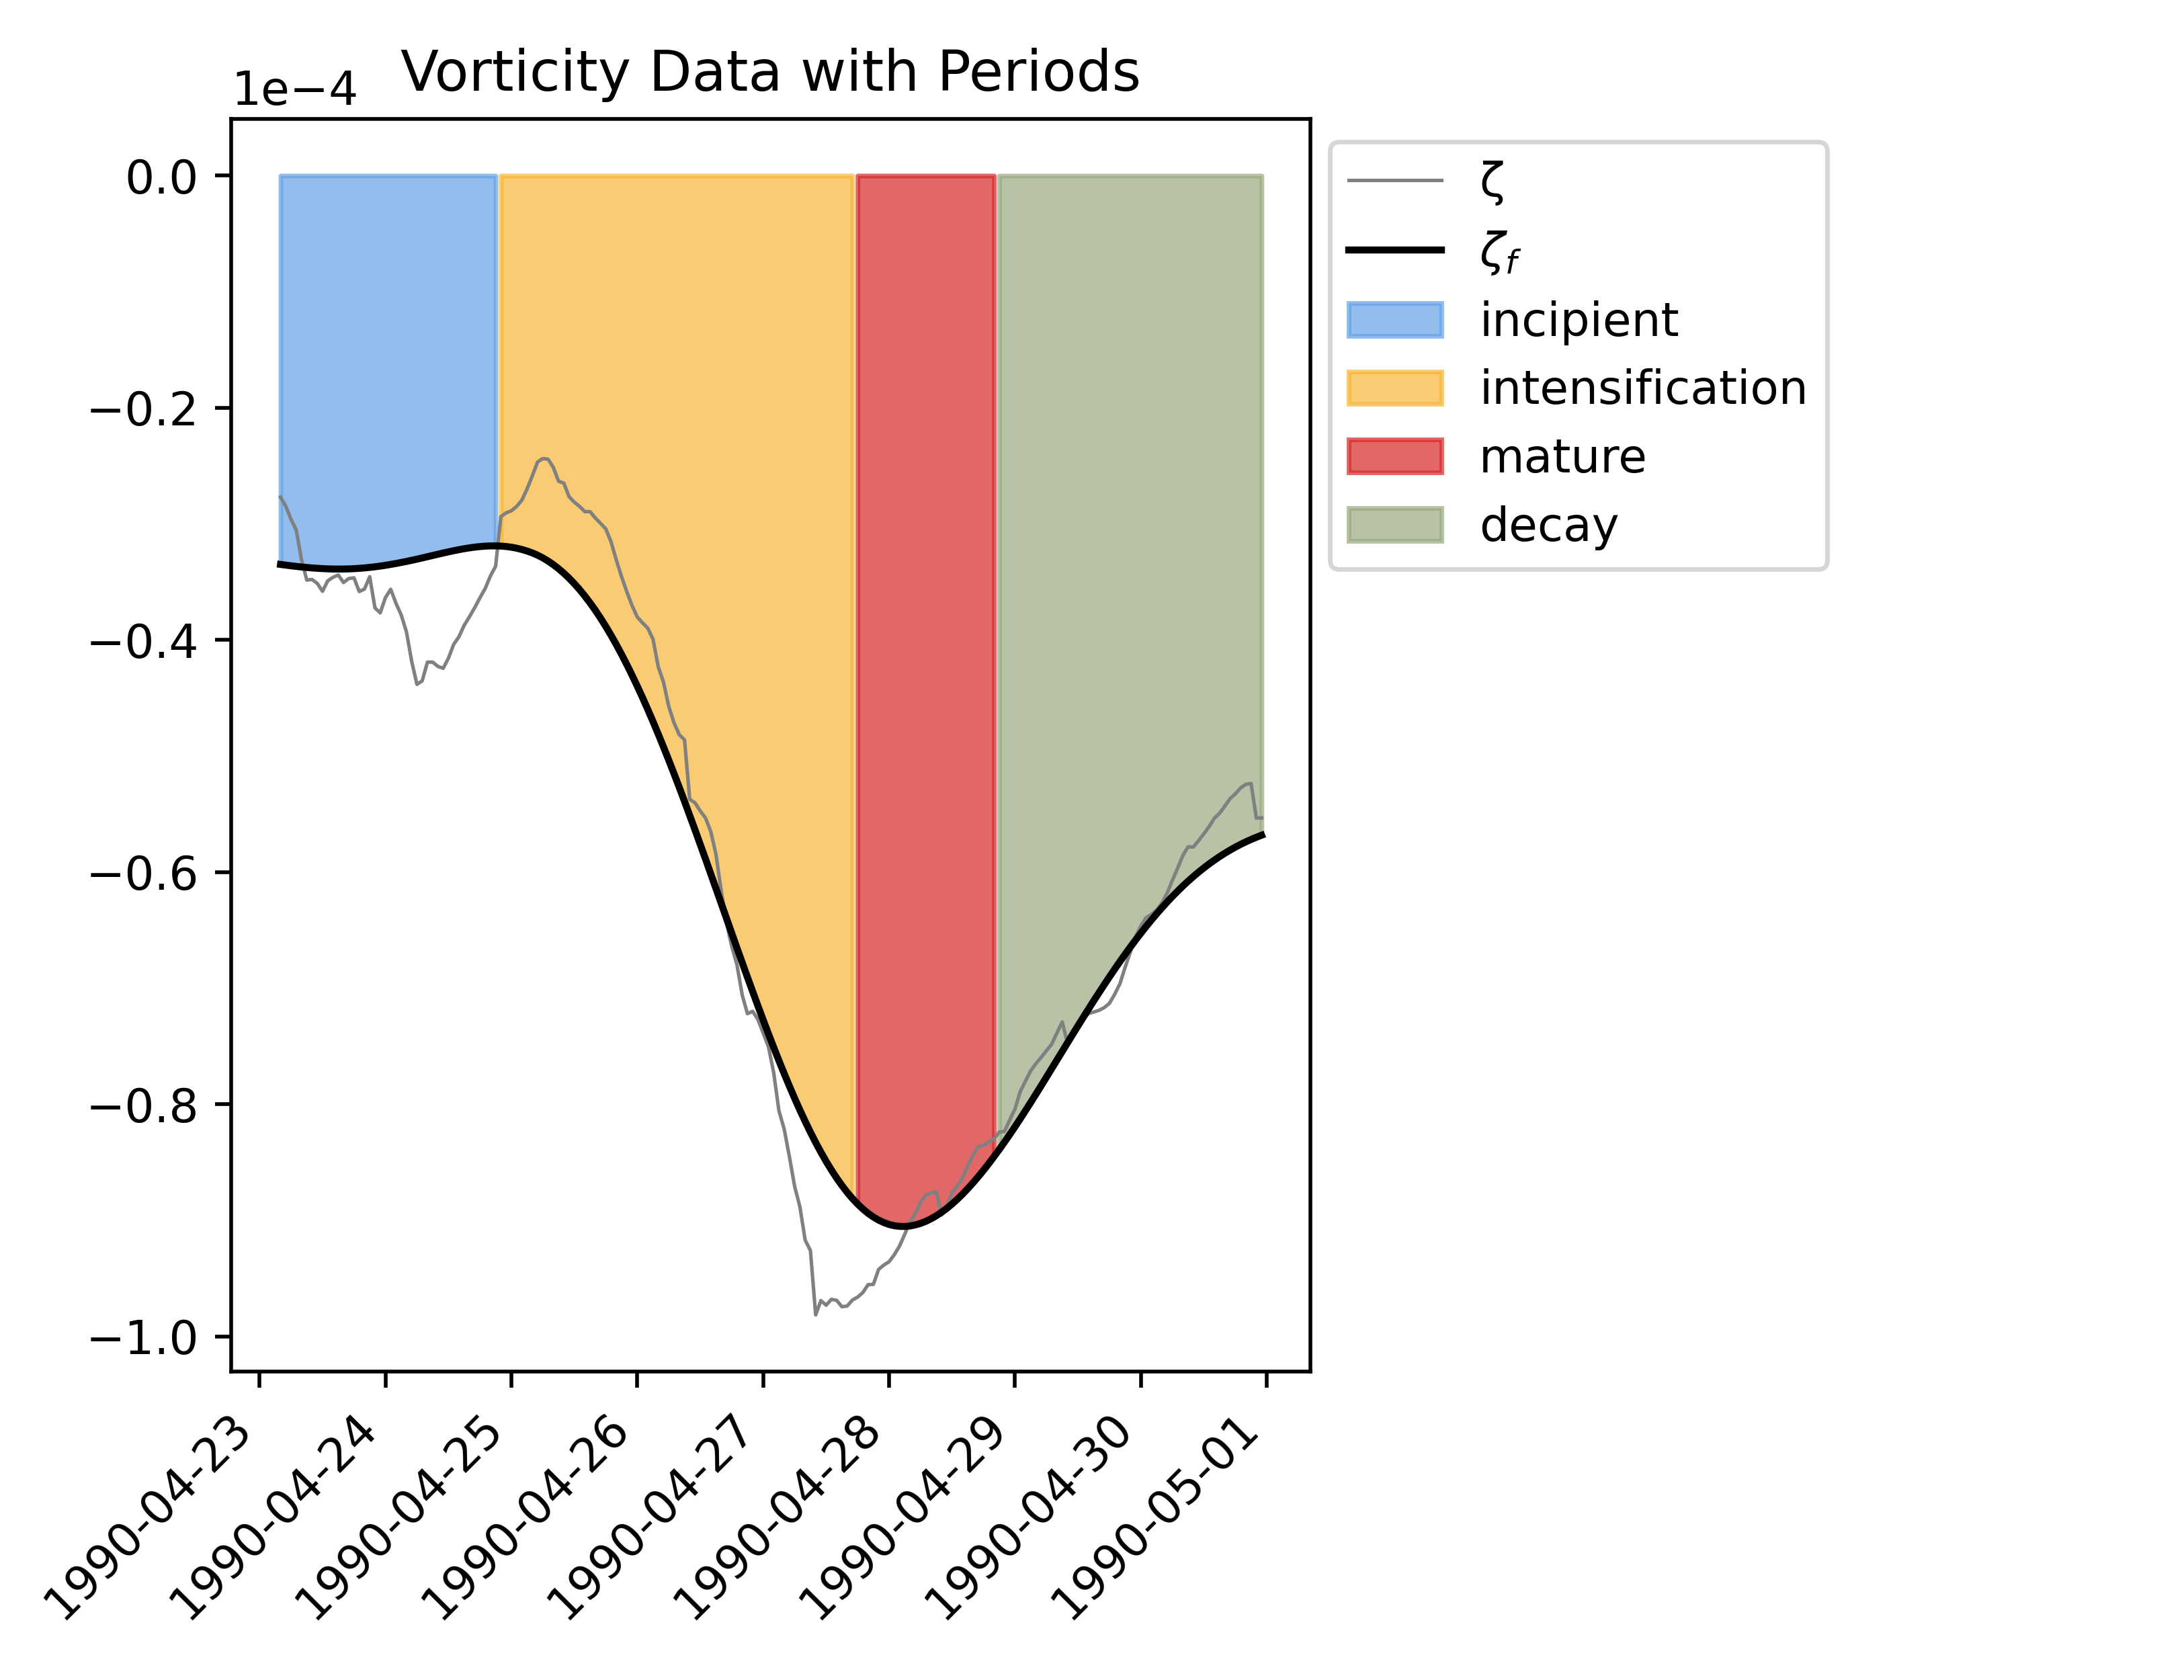 Vorticity Data with Periods
1e−4
0.0
−0.2
−0.4
−0.6
−0.8
−1.0
1990-04-23
1990-04-24
1990-04-25
1990-04-26
1990-04-27
1990-04-28
1990-04-29
1990-04-30
1990-05-01
ζ
ζf
incipient
intensification
mature
decay